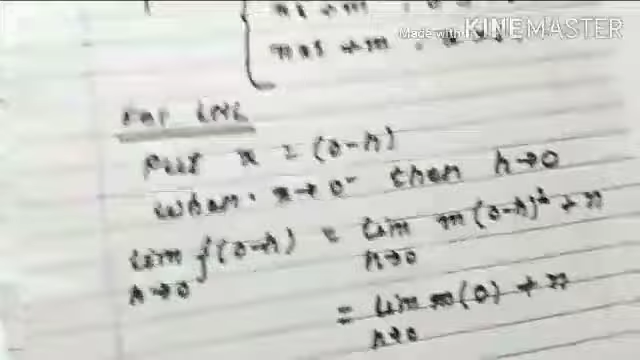 Made with KINEMASTER
For LHL
Put x = (0-h)
when x→0⁻ then h→0
lim f(0-h) = lim m(0-h)² + n
h→0 h→0
= lim m(0) + n
h→0